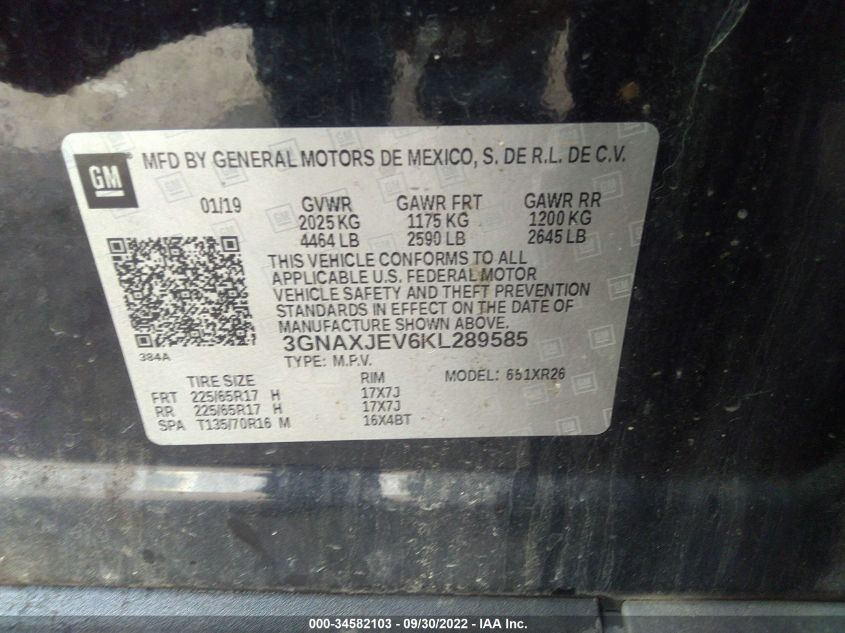 GM
MFD BY GENERAL MOTORS DE MEXICO, S. DE R.L. DE C.V.
01/19 GVWR GAWR FRT GAWR RR
2025 KG 1175 KG 1200 KG
4464 LB 2590 LB 2645 LB
THIS VEHICLE CONFORMS TO ALL
APPLICABLE U.S. FEDERAL MOTOR
VEHICLE SAFETY AND THEFT PREVENTION
STANDARDS IN EFFECT ON THE DATE OF
MANUFACTURE SHOWN ABOVE.
3GNAXJEV6KL289585
384A
TYPE: M.P.V.
TIRE SIZE RIM MODEL: 1XR26
FRT 225/65R17 H 17X7J
RR 225/65R17 H 17X7J
SPA T135/70R16 M 16X4BT
000-34582103 - 09/30/2022 - IAA Inc.